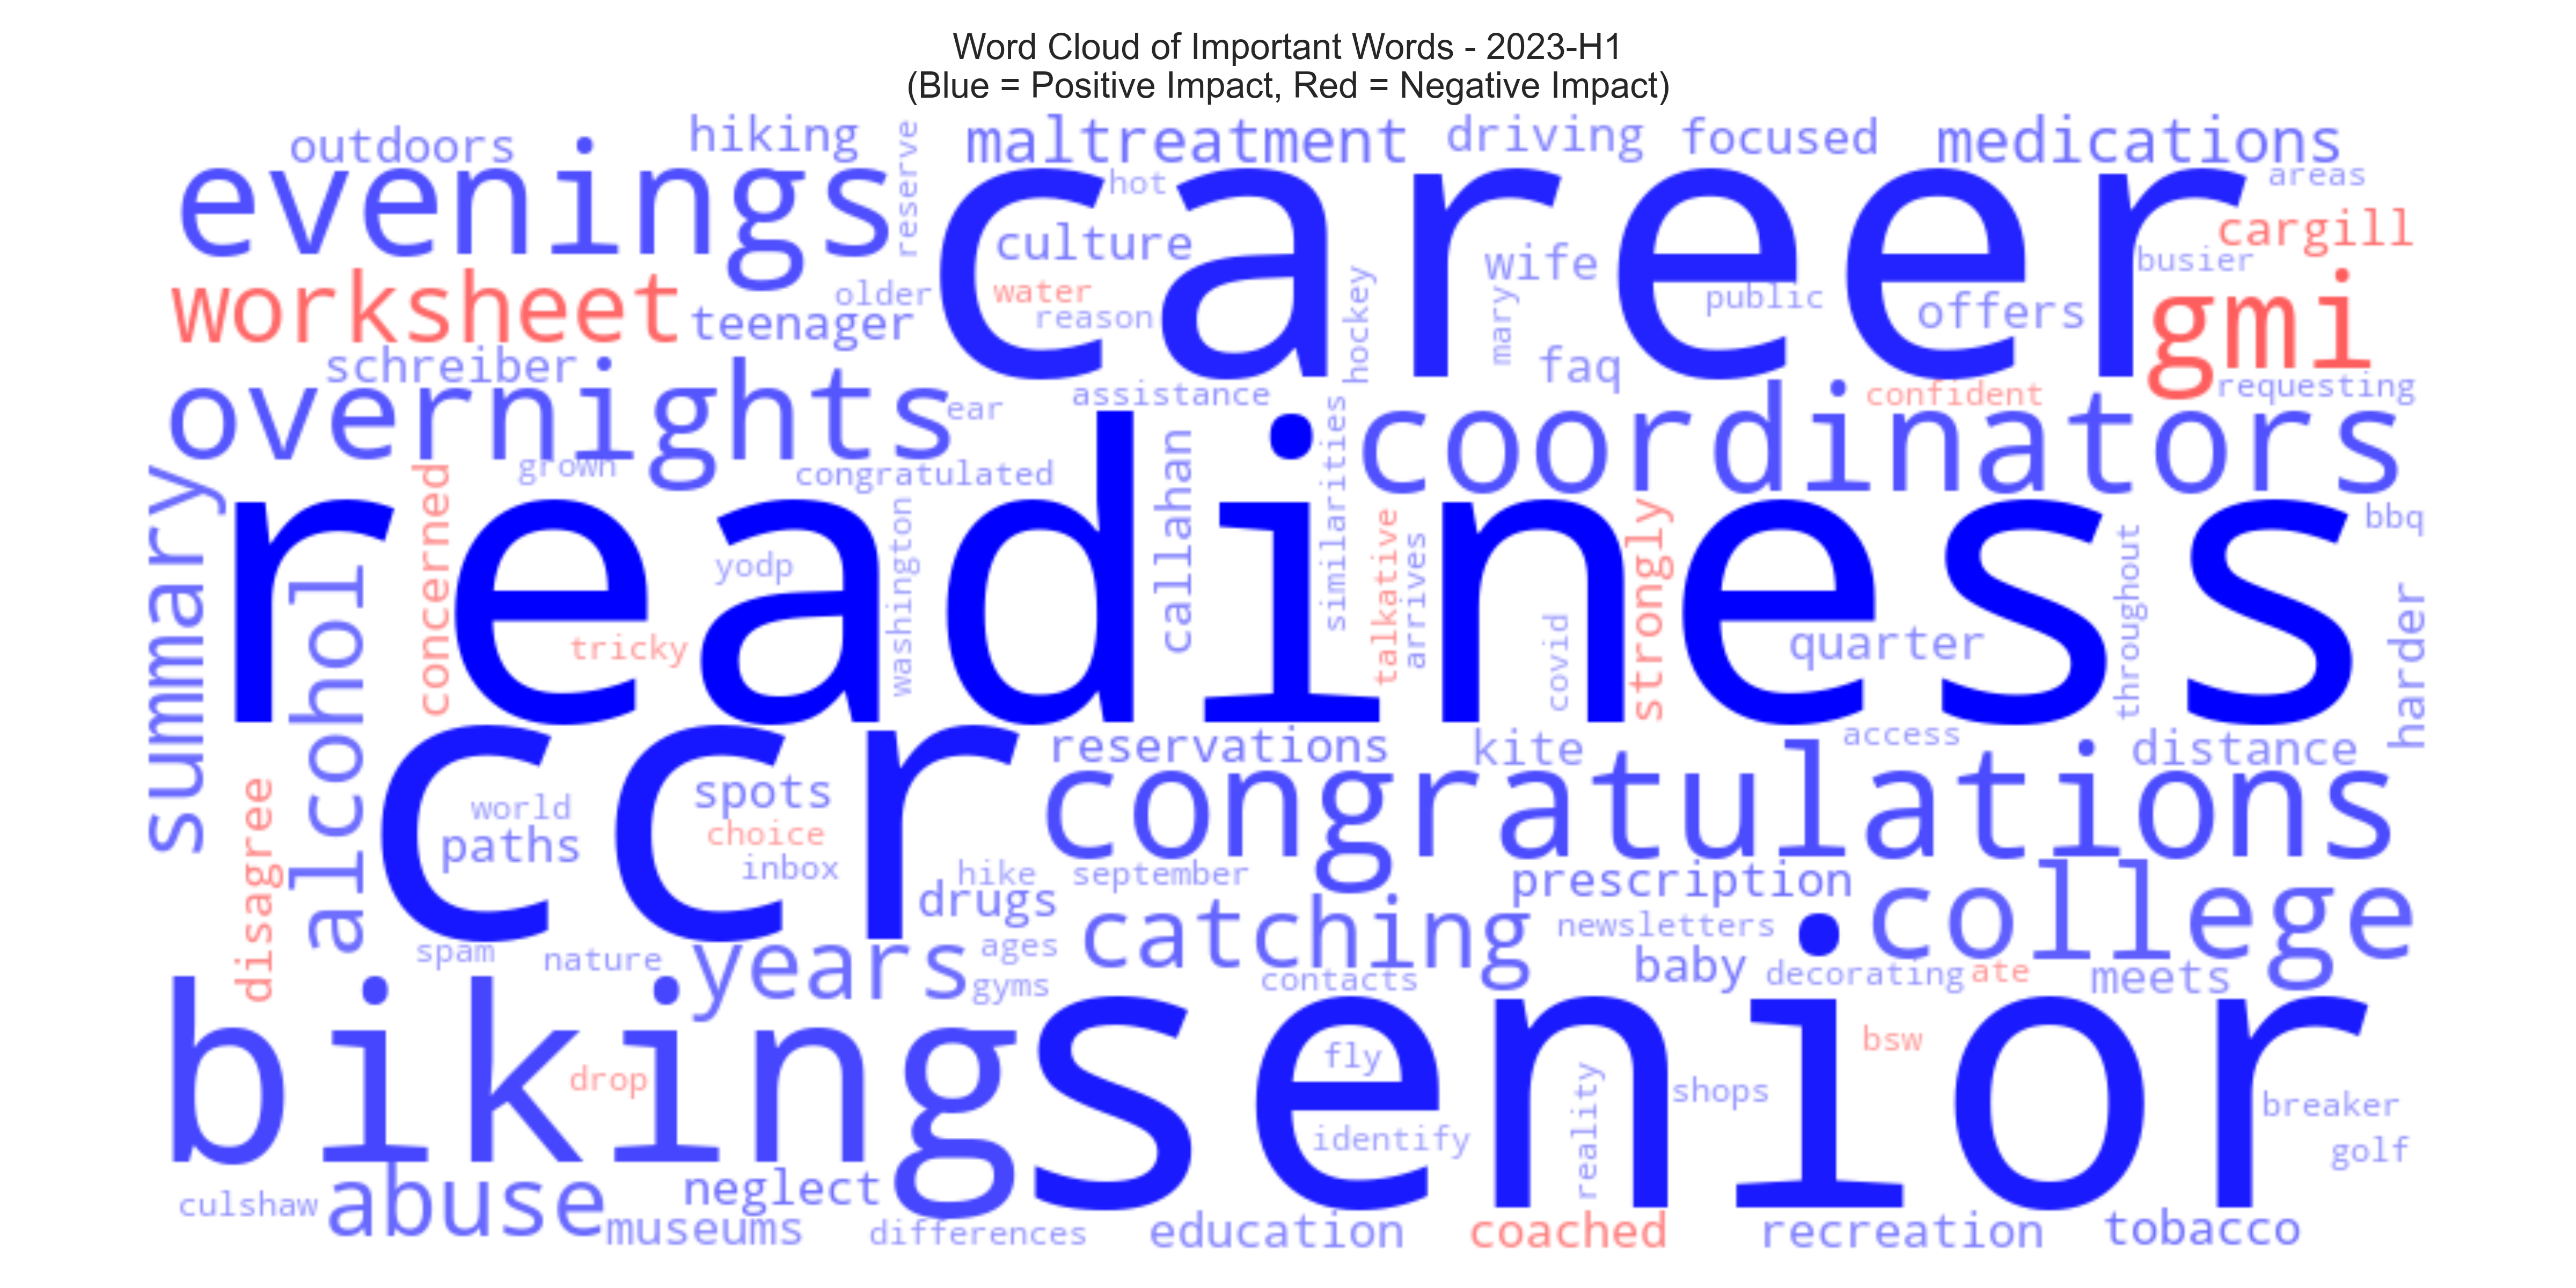 Word Cloud of Important Words - 2023-H1
(Blue = Positive Impact, Red = Negative Impact)
outdoors hiking reserve maltreatment driving focused medications
evenings career hot areas
culture wife cargill
worksheet teenager older water reason hockey mary public offers busier gmi
schreiber assistance faq confident requesting
overnights ear coordinators
summary concerned grown congratulated callahan similarities bbq
readiness
alcohol yodp washington talkative arrives covid strongly throughout harder
tricky quarter
ccr reservations kite access distance
disagree world spots congratulations
paths choice
inbox hike september prescription college
drugs catching newsletters
spam nature years ages baby decorating ate meets
gyms contacts
biking senior
drop fly bsw
reality shops breaker
identify golf
culshaw abuse neglect
museums differences education coached recreation tobacco